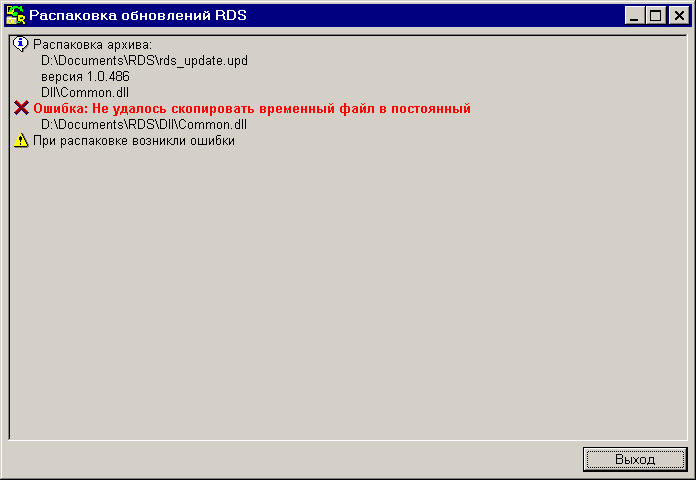 Распаковка обновлений RDS
Распаковка архива:
D:\Documents\RDS\rds_update.upd
версия 1.0.486
Dll\Common.dll
Ошибка: Не удалось скопировать временный файл в постоянный
D:\Documents\RDS\Dll\Common.dll
При распаковке возникли ошибки
Выход